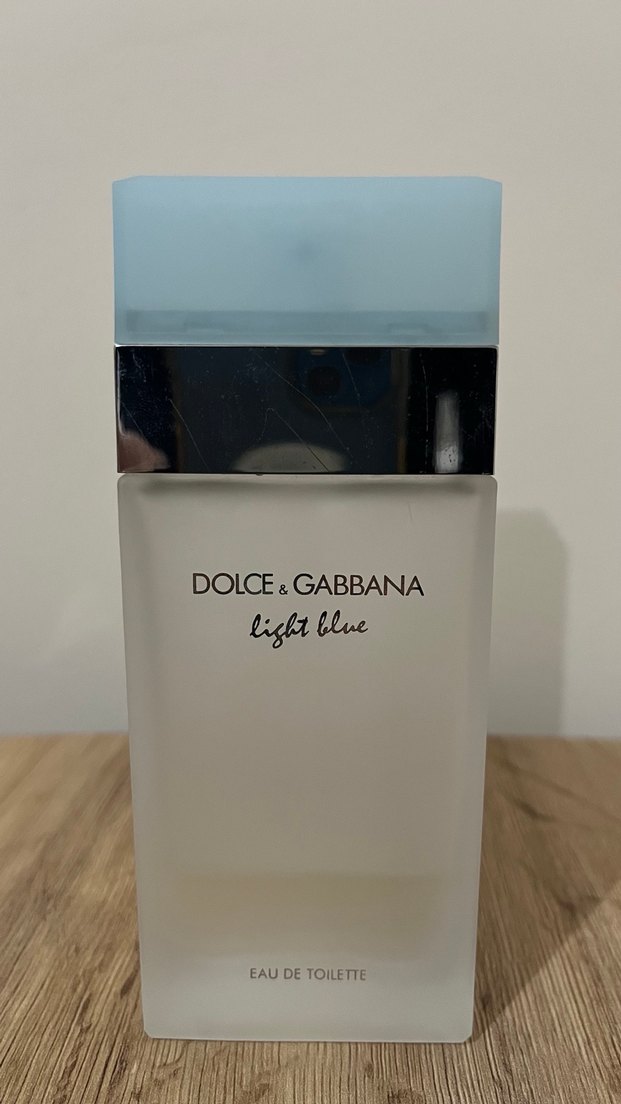 DOLCE & GABBANA
light blue
EAU DE TOILETTE